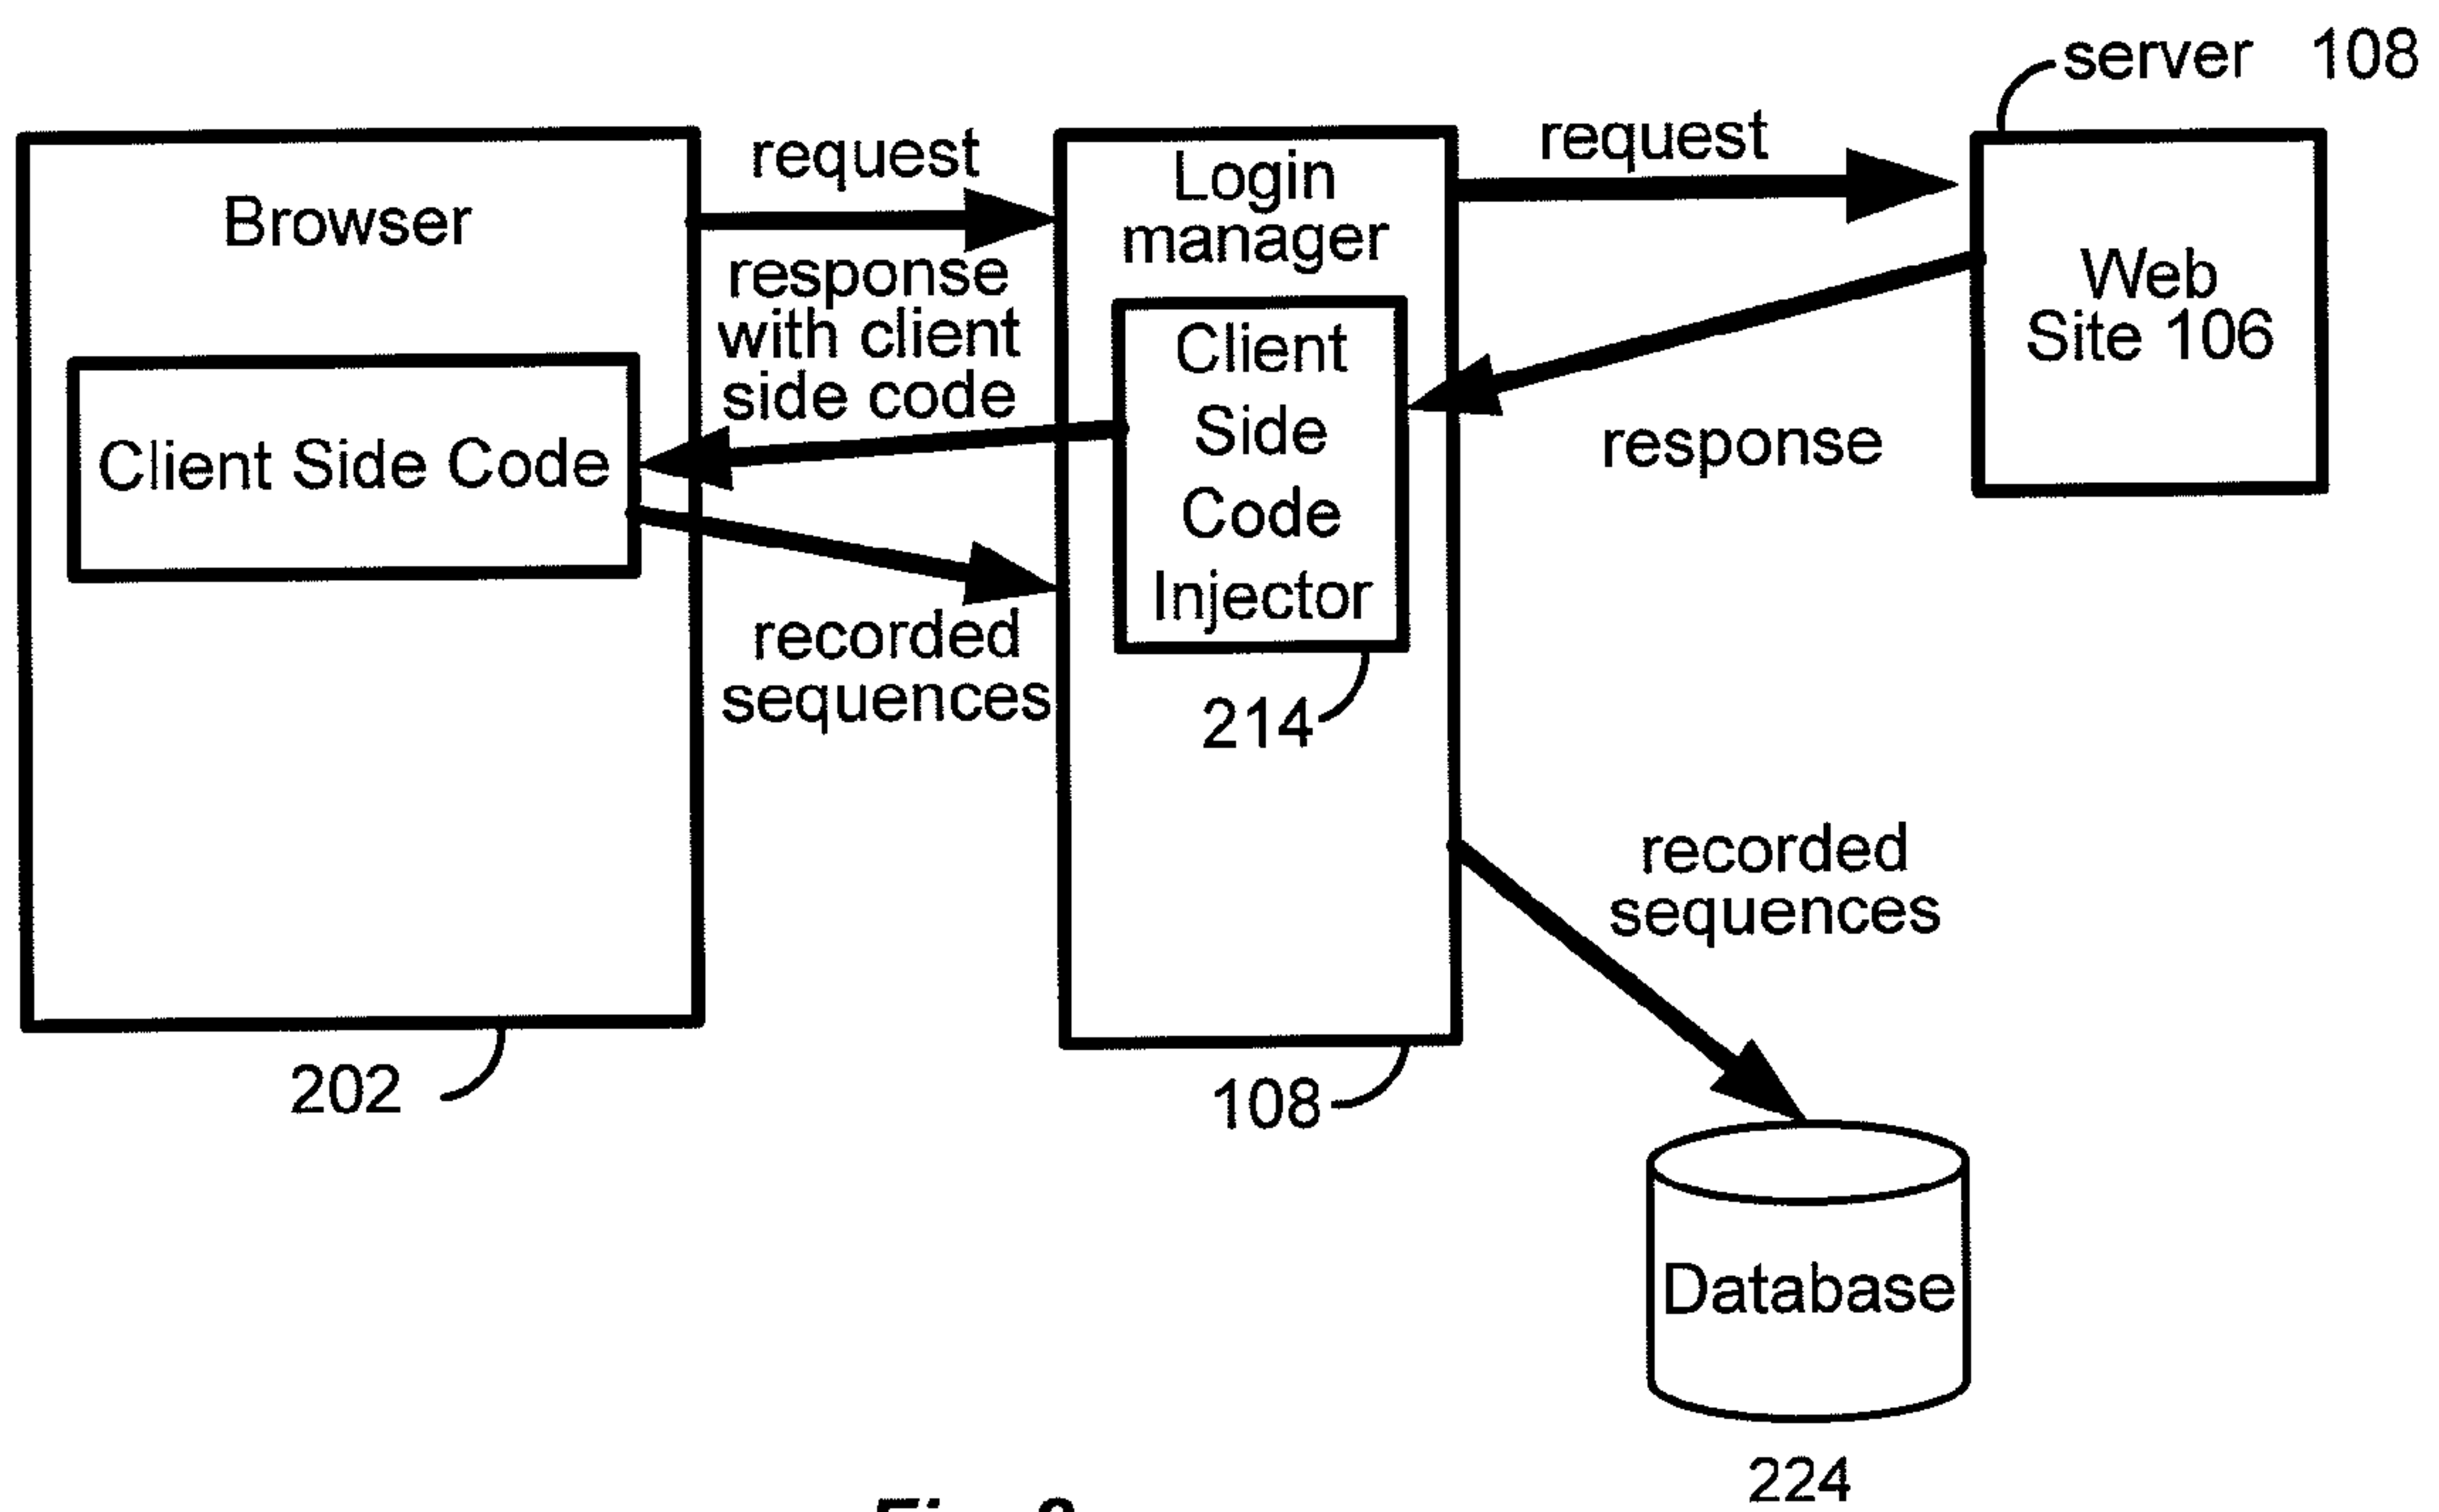 server 108
request
request
Login
manager
Browser
response
with client
side code
Web
Site 106
Client
Side
Code
Injector
Client Side Code
response
recorded
sequences
214
recorded
sequences
202
108
Database
224